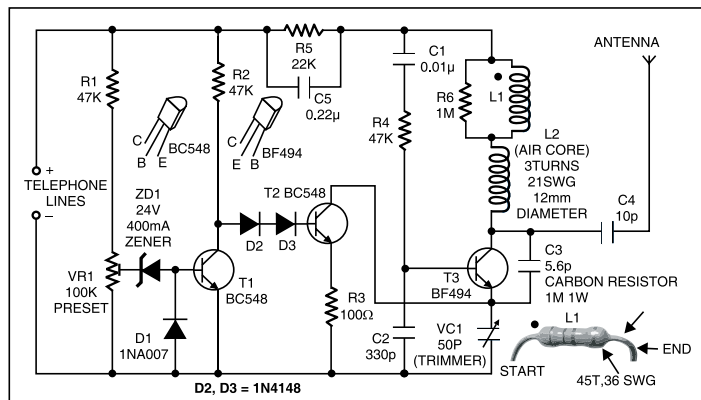 ANTENNA
R5
22K
C5
0.22μ
C1
0.01μ
R1
47K
R2
47K
R4
47K
R6
1M
L1
C
B
E
BC548
C
E
B
BF494
L2
(AIR CORE)
3TURNS
21SWG
12mm
DIAMETER
C4
10p
+
TELEPHONE
LINES
–
ZD1
24V
400mA
ZENER
T2 BC548
D2
D3
VR1
100K
PRESET
T1
BC548
T3
BF494
C3
5.6p
CARBON RESISTOR
1M 1W
R3
100Ω
D1
1NA007
C2
330p
VC1
50P
(TRIMMER)
L1
START
END
45T,36 SWG
D2, D3 = 1N4148